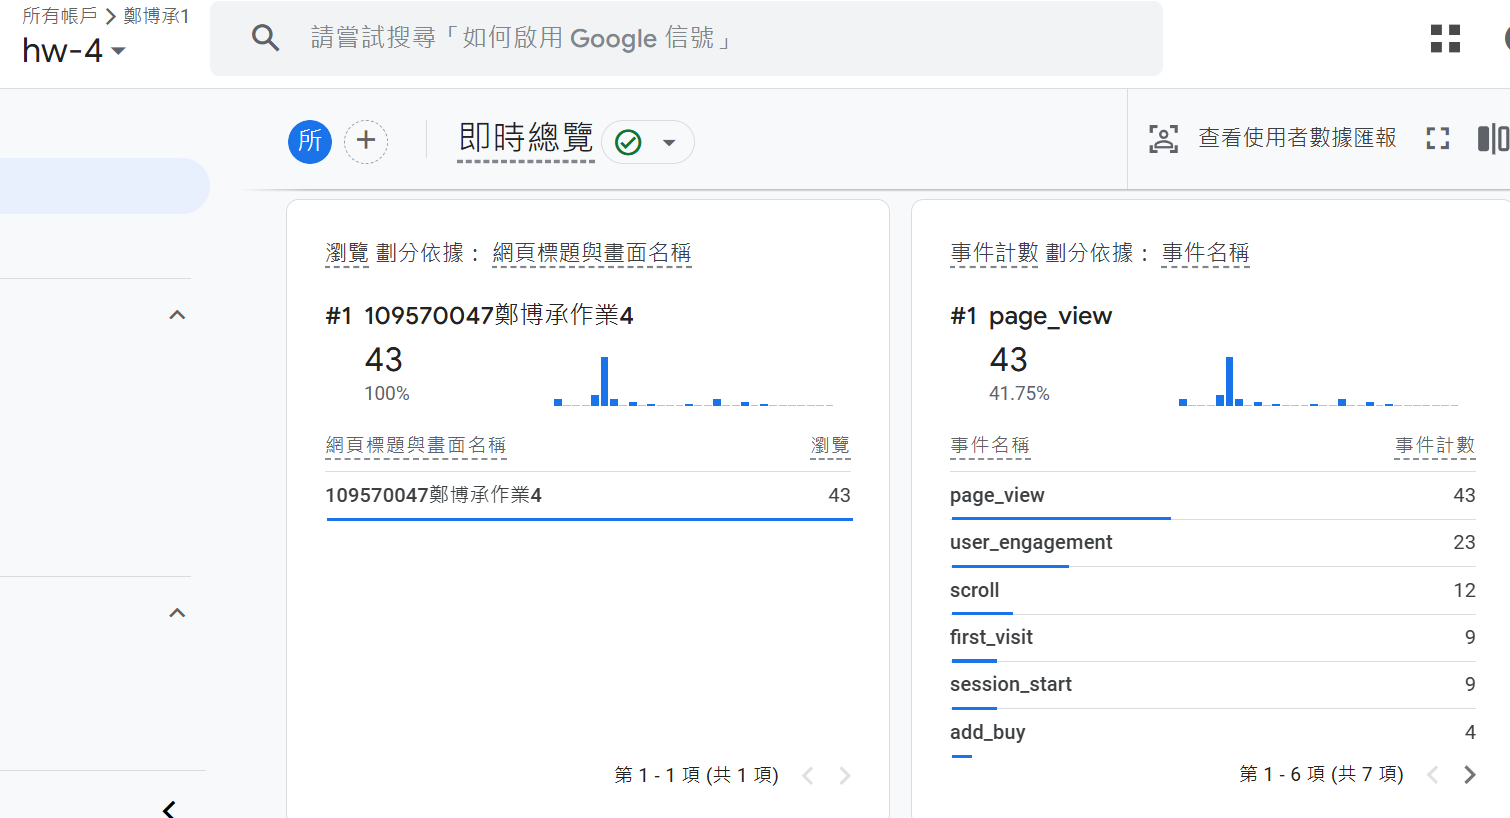 所有帳戶 > 鄭博承1
hw-4
請嘗試搜尋「如何啟用 Google 信號」
所
即時總覽
查看使用者數據匯報
瀏覽 劃分依據： 網頁標題與畫面名稱
#1 109570047鄭博承作業4
43
100%
網頁標題與畫面名稱 瀏覽
109570047鄭博承作業4 43
第 1 - 1 項 (共 1 項)
事件計數 劃分依據： 事件名稱
#1 page_view
43
41.75%
事件名稱 事件計數
page_view 43
user_engagement 23
scroll 12
first_visit 9
session_start 9
add_buy 4
第 1 - 6 項 (共 7 項)